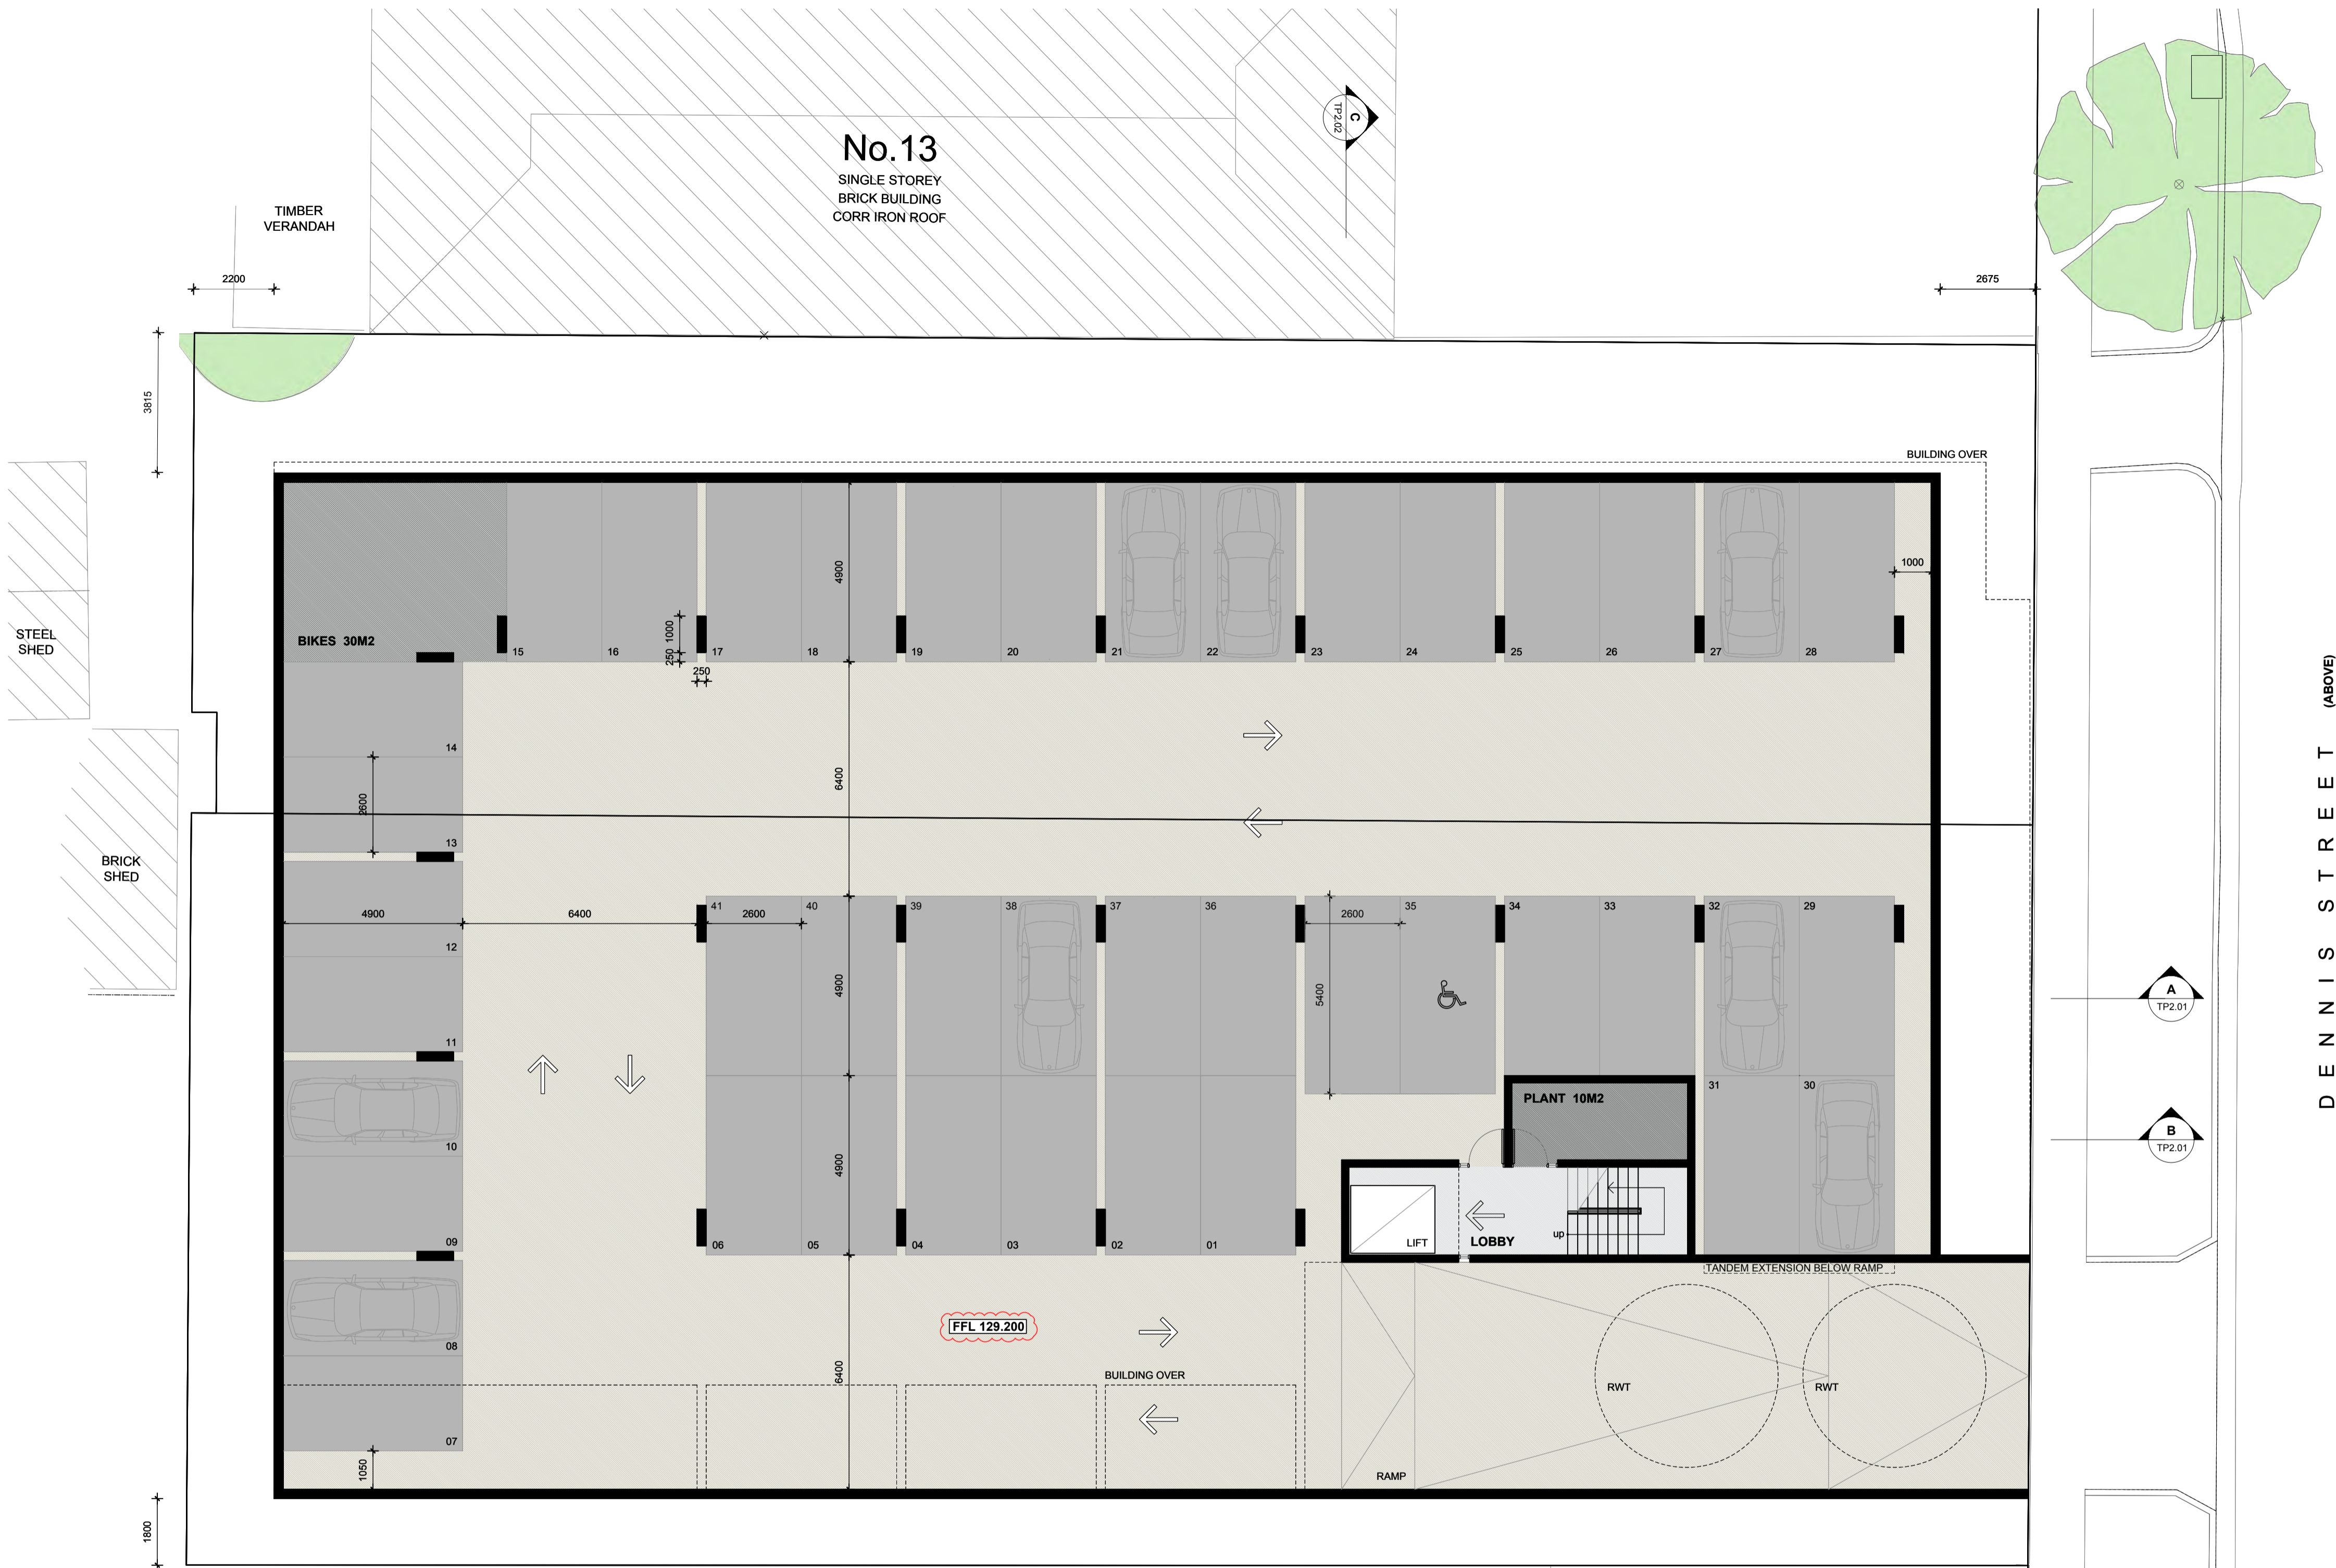 No.13
SINGLE STOREY
BRICK BUILDING
CORR IRON ROOF
C
TP2.02
TIMBER
VERANDAH
2200
2675
3815
BUILDING OVER
STEEL
SHED
BRICK
SHED
BIKES 30M2
15
16
17
18
19
20
21
22
23
24
25
26
27
28
4900
1000
1000
250
250
14
2600
13
6400
12
11
10
09
08
07
4900
6400
41
2600
40
39
38
37
36
2600
35
34
33
32
29
4900
5400
31
30
PLANT 10M2
4900
06
05
04
03
02
01
LIFT
LOBBY
up
TANDEM EXTENSION BELOW RAMP
FFL 129.200
6400
BUILDING OVER
RWT
RWT
RAMP
1050
1800
A
TP2.01
B
TP2.01
DENNIS STREET (ABOVE)